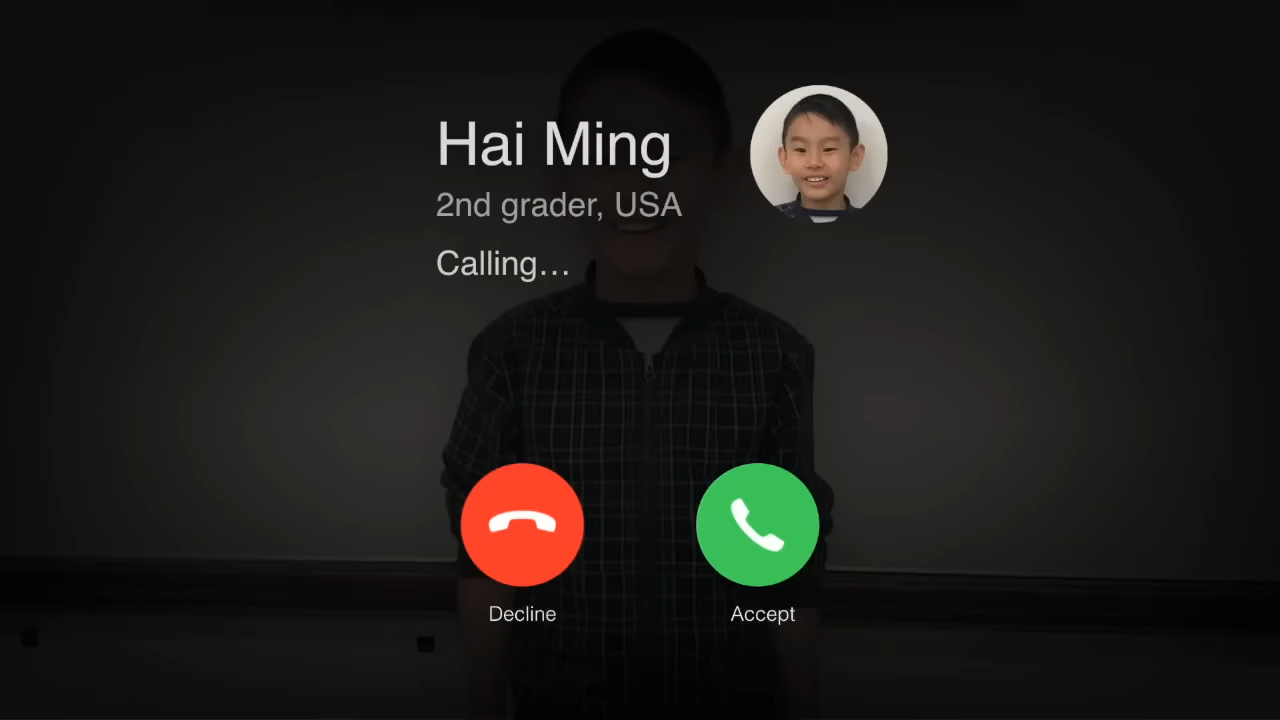 Hai Ming
2nd grader, USA
Calling…
Decline
Accept